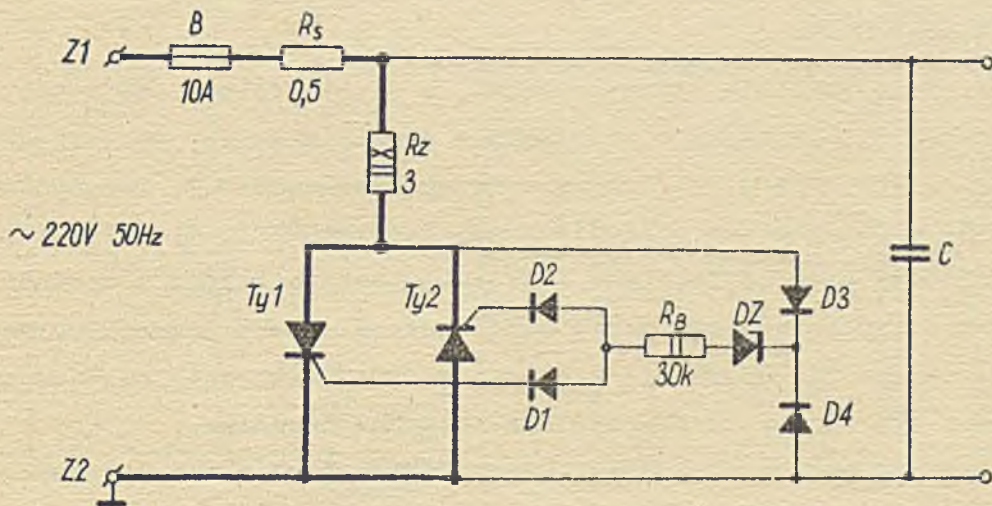 B
Rs
Z1
10A
0,5
Rz
3
~ 220V 50Hz
C
Ty1
Ty2
D2
RB
DZ
D3
30k
D1
D4
Z2